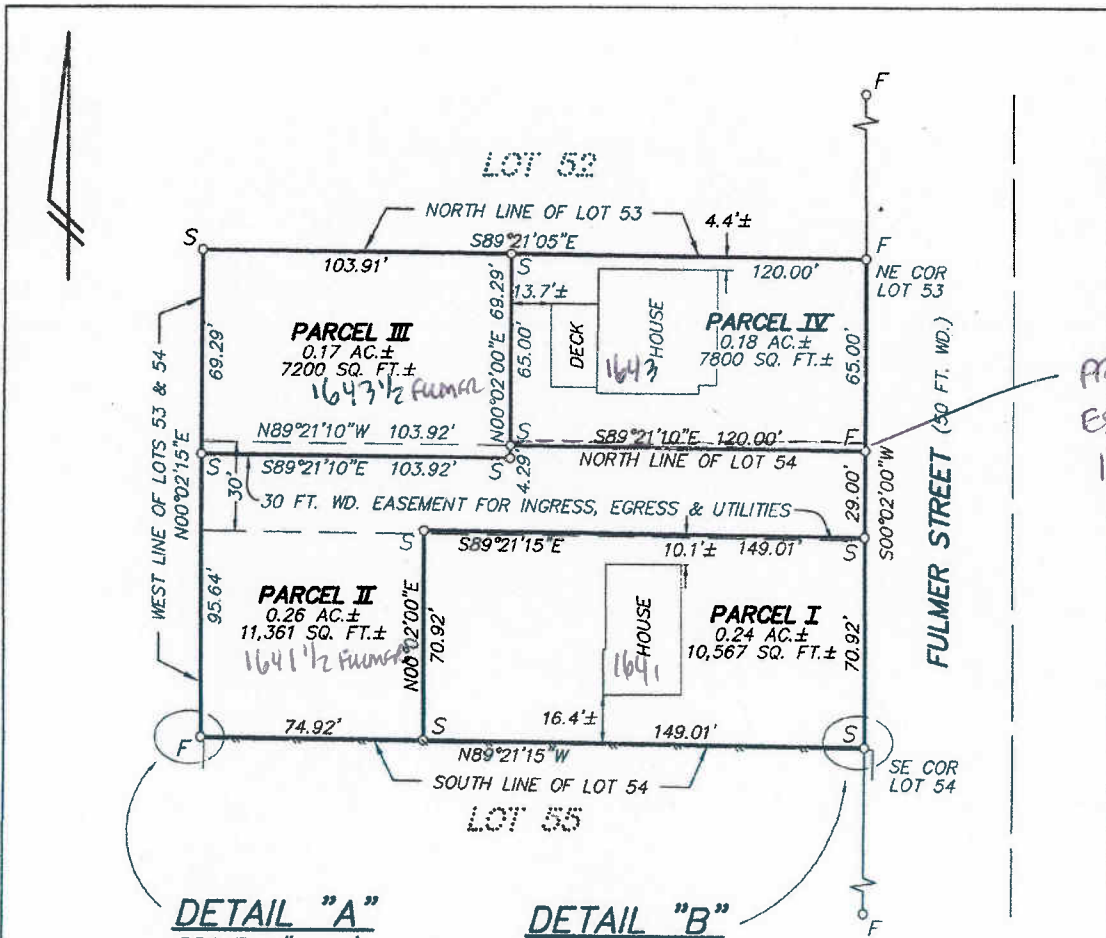 F
LOT 52
NORTH LINE OF LOT 53
4.4'±
S
S89°21'05"E
F
103.91'
S
120.00'
NE COR
LOT 53
13.7'±
69.29'
N00°02'00"E
65.00'
DECK
HOUSE
1643
PARCEL IV
0.18 AC.±
7800 SQ. FT.±
65.00'
PARCEL III
0.17 AC.±
7200 SQ. FT.±
1643 1/2 FULMER
69.29'
WEST LINE OF LOTS 53 & 54
N00°02'15"E
FULMER STREET (50 FT. WD.)
N89°21'10"W 103.92'
S
S89°21'10"E 120.00'
F
S
S89°21'10"E 103.92'
S
4.29'
NORTH LINE OF LOT 54
30'
30 FT. WD. EASEMENT FOR INGRESS, EGRESS & UTILITIES
29.00'
S00°02'00"W
S
S89°21'15"E
10.1'±
149.01'
S
95.64'
PARCEL II
0.26 AC.±
11,361 SQ. FT.±
1641 1/2 FULMER
N00°02'00"E
70.92'
HOUSE
1641
PARCEL I
0.24 AC.±
10,567 SQ. FT.±
70.92'
16.4'±
F
74.92'
S
N89°21'15"W
149.01'
S
SOUTH LINE OF LOT 54
SE COR
LOT 54
LOT 55
DETAIL "A"
DETAIL "B"
F